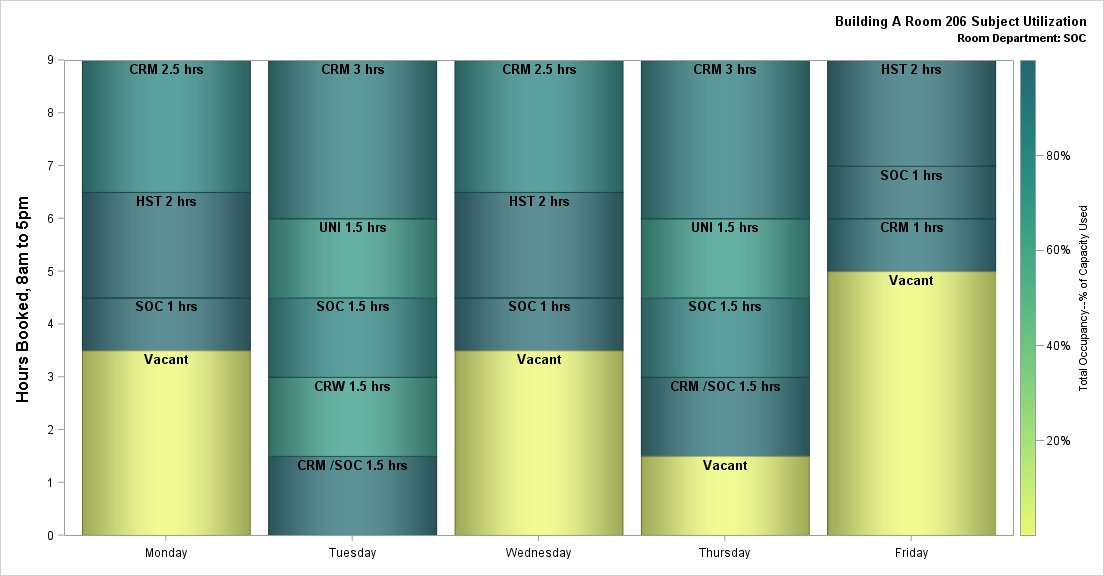 Building A Room 206 Subject Utilization
Room Department: SOC
Hours Booked, 8am to 5pm
9
8
7
6
5
4
3
2
1
0
CRM 2.5 hrs
HST 2 hrs
SOC 1 hrs
Vacant
Monday
CRM 3 hrs
UNI 1.5 hrs
SOC 1.5 hrs
CRW 1.5 hrs
CRM /SOC 1.5 hrs
Tuesday
CRM 2.5 hrs
HST 2 hrs
SOC 1 hrs
Vacant
Wednesday
CRM 3 hrs
UNI 1.5 hrs
SOC 1.5 hrs
CRM /SOC 1.5 hrs
Vacant
Thursday
HST 2 hrs
SOC 1 hrs
CRM 1 hrs
Vacant
Friday
80%
60%
40%
20%
Total Occupancy--% of Capacity Used